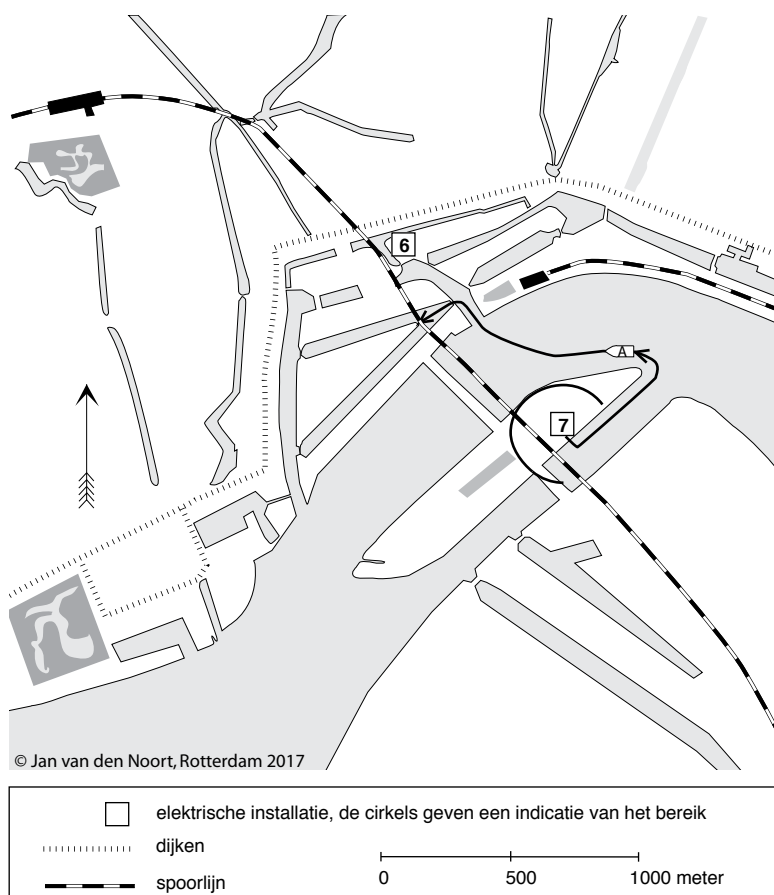 6
A
7
© Jan van den Noort, Rotterdam 2017
elektrische installatie, de cirkels geven een indicatie van het bereik
dijken
spoorlijn
0 500 1000 meter